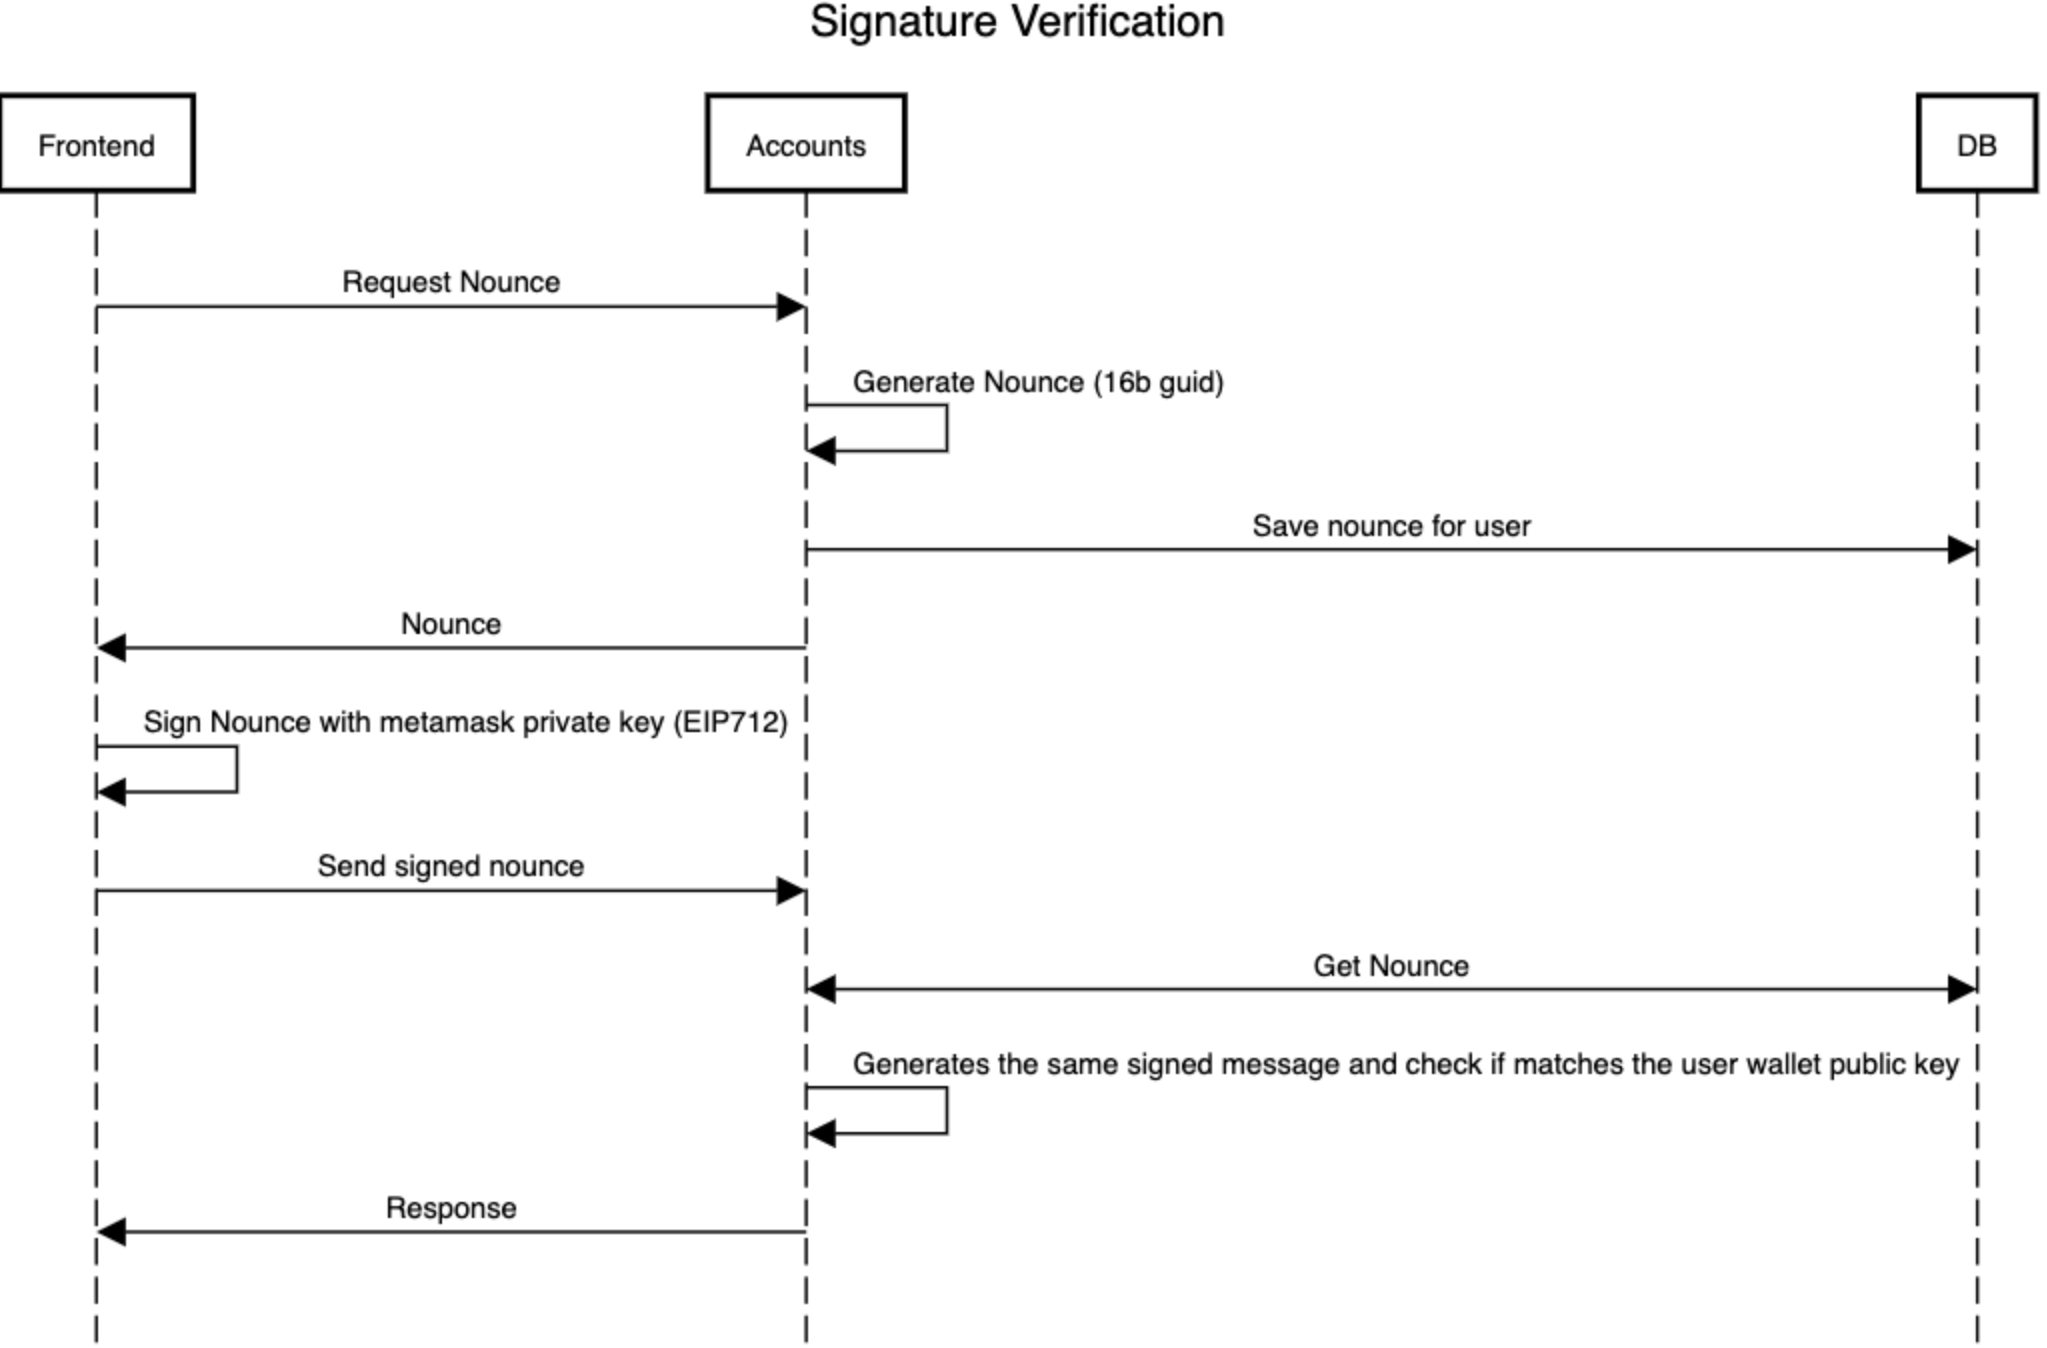 Signature Verification
Frontend
Accounts
DB
Request Nounce
Generate Nounce (16b guid)
Save nounce for user
Nounce
Sign Nounce with metamask private key (EIP712)
Send signed nounce
Get Nounce
Generates the same signed message and check if matches the user wallet public key
Response